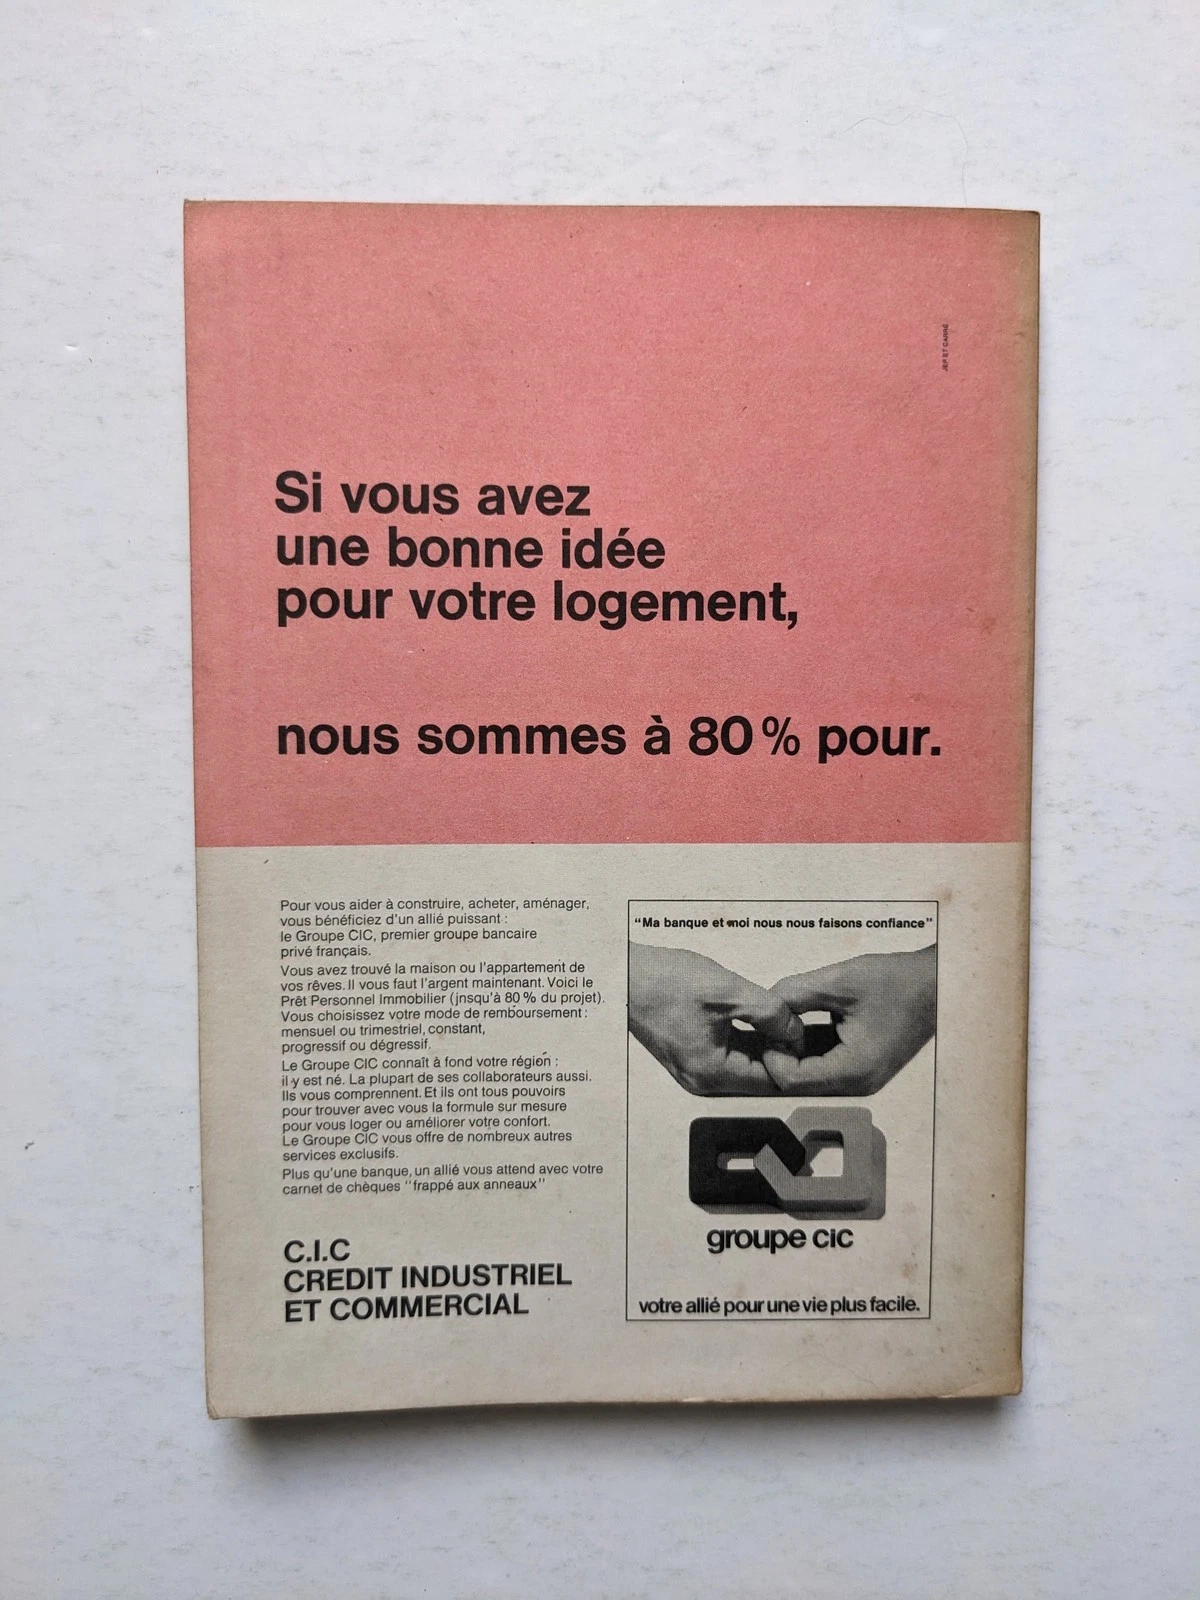 JEP ET CARRÉ
Si vous avez
une bonne idée
pour votre logement,
nous sommes à 80 % pour.
Pour vous aider à construire, acheter, aménager,
vous bénéficiez d'un allié puissant :
le Groupe CIC, premier groupe bancaire
privé français.
Vous avez trouvé la maison ou l'appartement de
vos rêves. Il vous faut l'argent maintenant. Voici le
Prêt Personnel Immobilier (jnsqu'à 80 % du projet).
Vous choisissez votre mode de remboursement :
mensuel ou trimestriel, constant,
progressif ou dégressif.
Le Groupe CIC connaît à fond votre région :
il y est né. La plupart de ses collaborateurs aussi.
Ils vous comprennent. Et ils ont tous pouvoirs
pour trouver avec vous la formule sur mesure
pour vous loger ou améliorer votre confort.
Le Groupe CIC vous offre de nombreux autres
services exclusifs.
Plus qu'une banque, un allié vous attend avec votre
carnet de chèques "frappé aux anneaux"
C.I.C
CREDIT INDUSTRIEL
ET COMMERCIAL
"Ma banque et moi nous nous faisons confiance"
groupe cic
votre allié pour une vie plus facile.